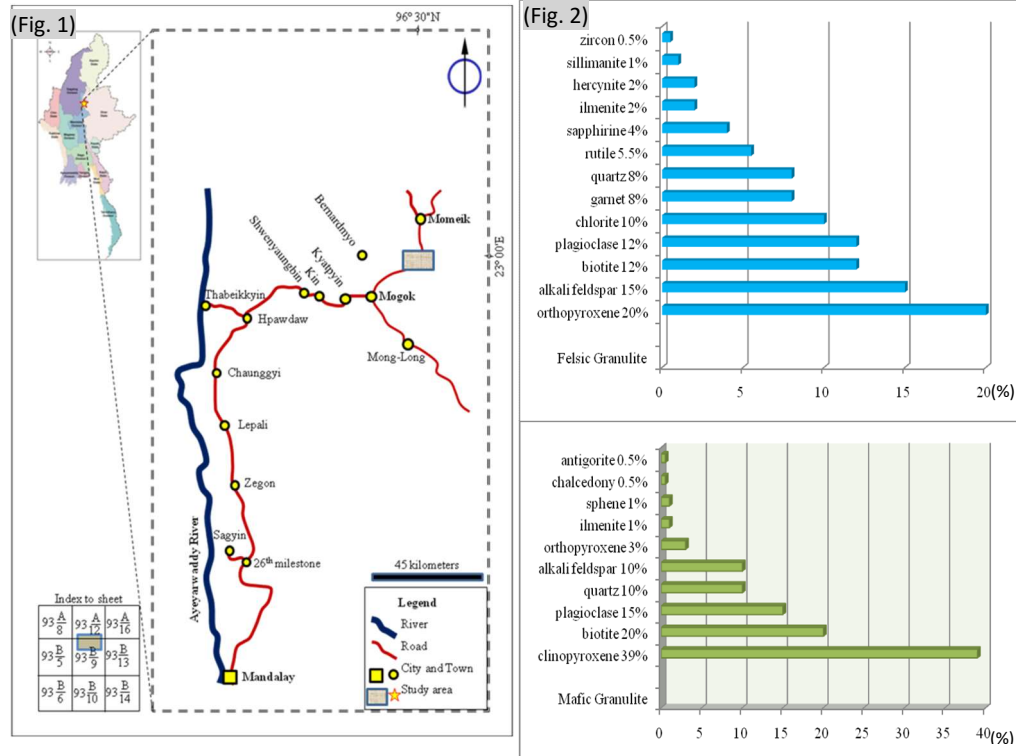 (Fig. 1)
96° 30"N
23° 00"E
Bernardmyo
Momeik
Shwenyaungbin
Kin
Kyatpyin
Thabeikkyin
Mogok
Hpawdaw
Mong-Long
Chaunggyi
Lepali
Zegon
Ayeyarwaddy River
Sagyin
26th milestone
Mandalay
45 kilometers
Legend
River
Road
City and Town
Study area
Index to sheet
93 A/8 93 A/12 93 A/16
93 B/5 93 B/9 93 B/13
93 B/6 93 B/10 93 B/14
(Fig. 2)
zircon 0.5%
sillimanite 1%
hercynite 2%
ilmenite 2%
sapphirine 4%
rutile 5.5%
quartz 8%
garnet 8%
chlorite 10%
plagioclase 12%
biotite 12%
alkali feldspar 15%
orthopyroxene 20%
Felsic Granulite
0 5 10 15 20(%)
antigorite 0.5%
chalcedony 0.5%
sphene 1%
ilmenite 1%
orthopyroxene 3%
alkali feldspar 10%
quartz 10%
plagioclase 15%
biotite 20%
clinopyroxene 39%
Mafic Granulite
0 5 10 15 20 25 30 35 40(%)